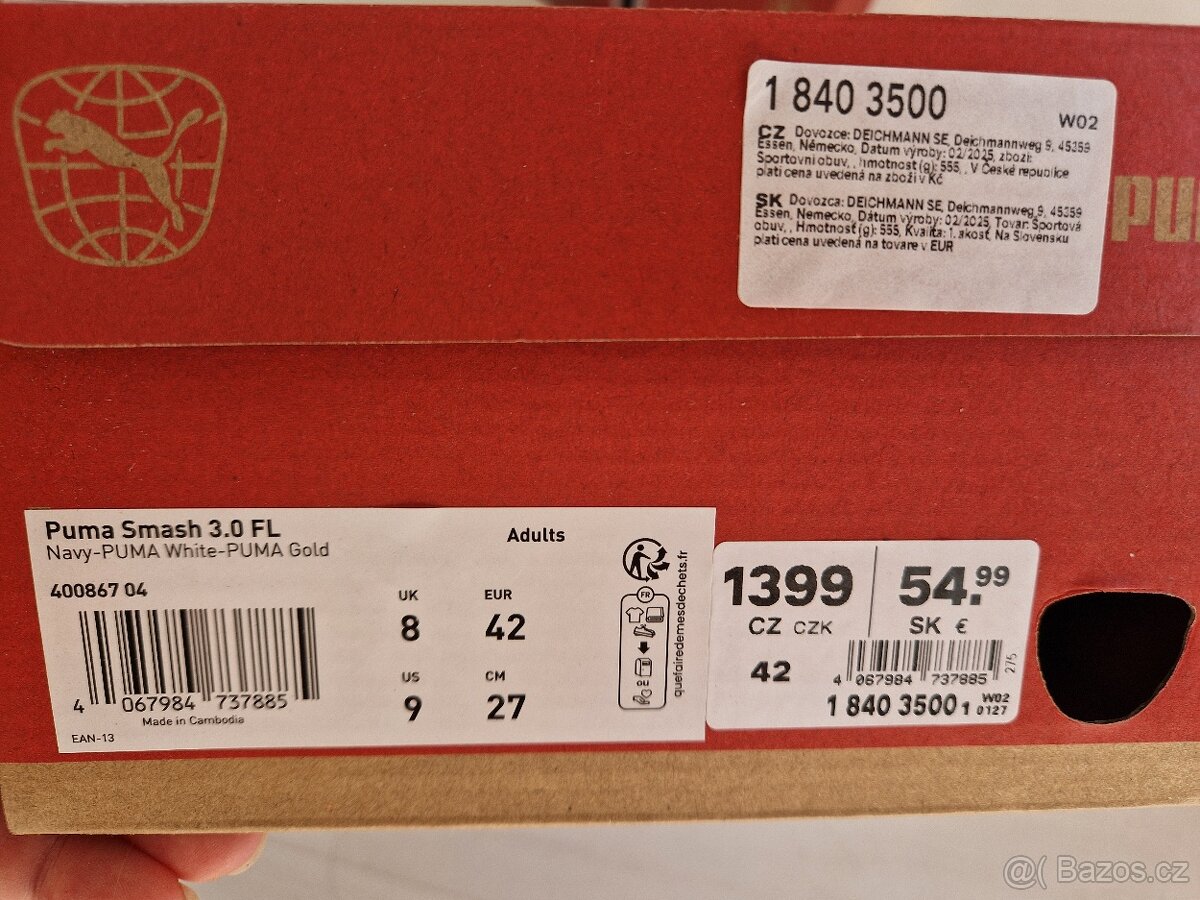 1 840 3500
W02
CZ Dovozce: DEICHMANN SE, Deichmannweg 9, 45359
Essen, Německo, Datum výroby: 02/2025, zboží:
Sportovní obuv, , hmotnost (g): 555, , V České republice
platí cena uvedená na zboží v Kč
SK Dovozca: DEICHMANN SE, Deichmannweg 9, 45359
Essen, Nemecko, Dátum výroby: 02/2025, Tovar: Športová
obuv, , Hmotnosť (g): 555, Kvalita: 1. akosť, Na Slovensku
platí cena uvedená na tovare v EUR
PU
Puma Smash 3.0 FL
Navy-PUMA White-PUMA Gold
Adults
400867 04
UK
EUR
8
42
US
CM
9
27
4 067984 737885
Made in Cambodia
EAN-13
FR
OU
quefairedemesdechets.fr
1399
CZ CZK
54.99
SK €
42
4 067984 737885
275
1 840 3500 1
W02
0127
@( Bazos.cz